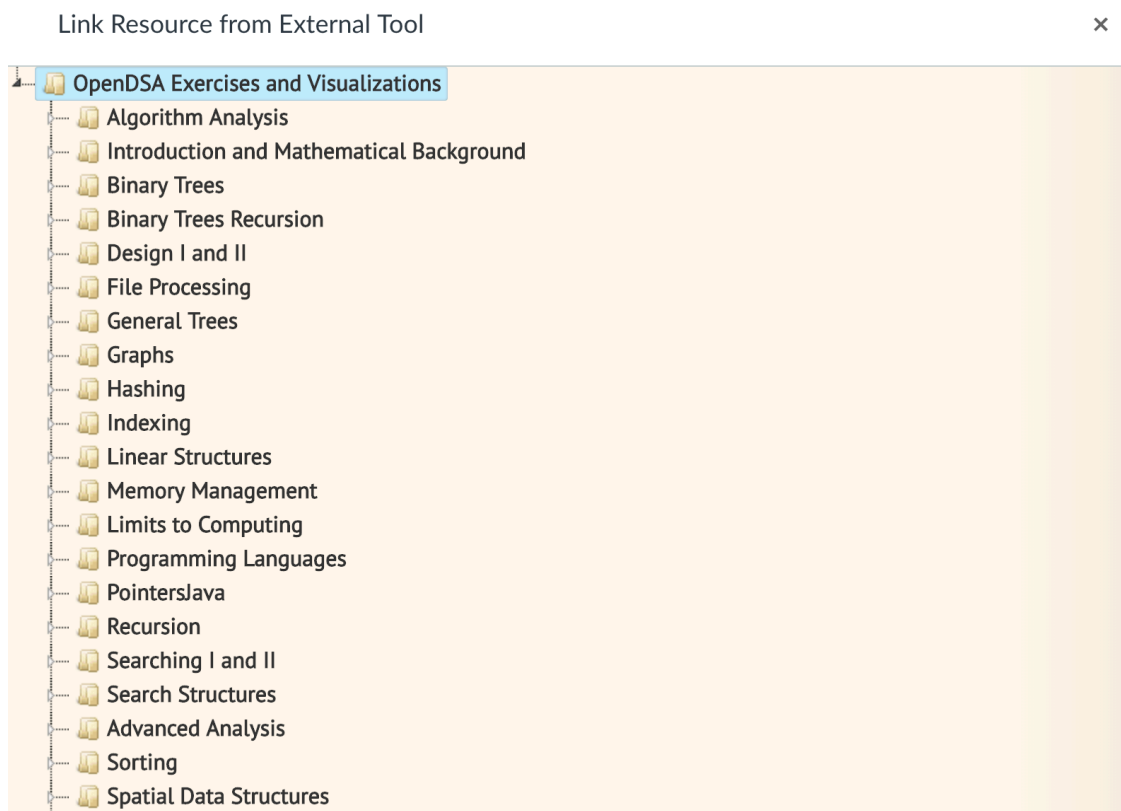 Link Resource from External Tool ×
OpenDSA Exercises and Visualizations
Algorithm Analysis
Introduction and Mathematical Background
Binary Trees
Binary Trees Recursion
Design I and II
File Processing
General Trees
Graphs
Hashing
Indexing
Linear Structures
Memory Management
Limits to Computing
Programming Languages
PointersJava
Recursion
Searching I and II
Search Structures
Advanced Analysis
Sorting
Spatial Data Structures